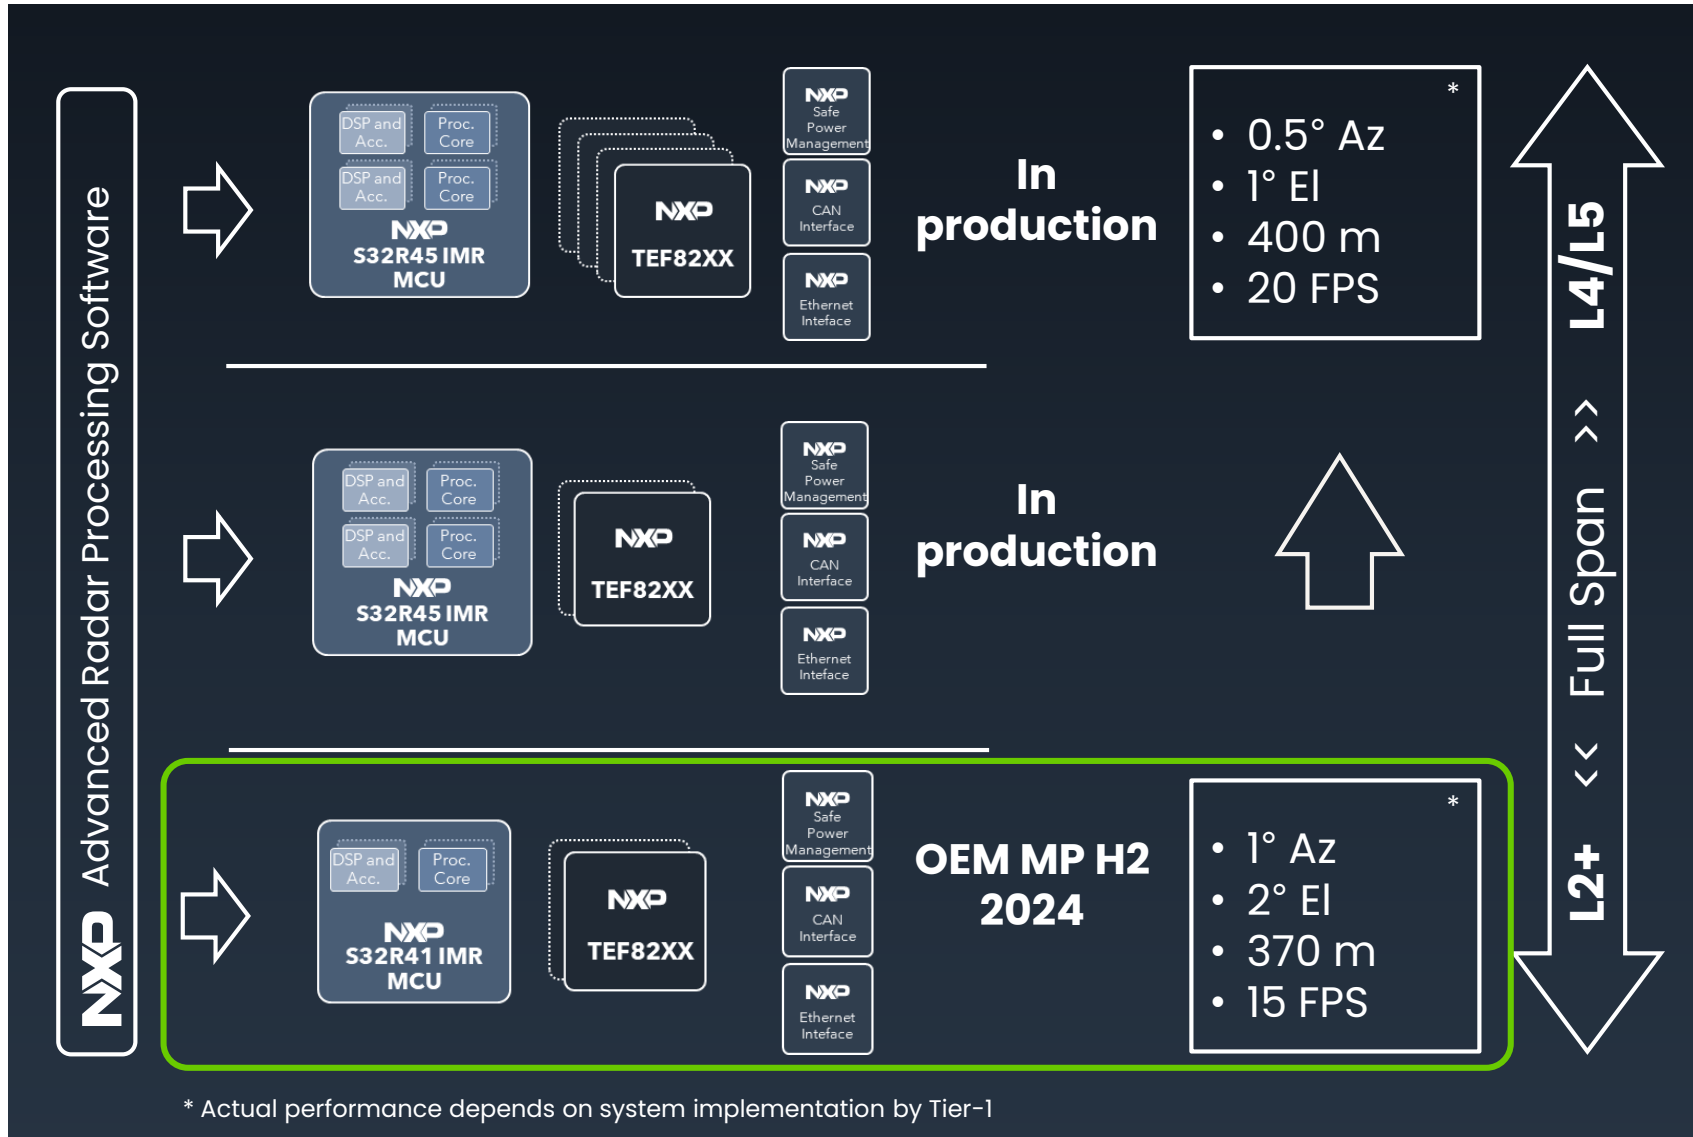 NXP Advanced Radar Processing Software
DSP and
Acc.
Proc.
Core
DSP and
Acc.
Proc.
Core
NXP
S32R45 IMR
MCU
NXP
TEF82XX
NXP
Safe
Power
Management
NXP
CAN
Interface
NXP
Ethernet
Inteface
In
production
*
• 0.5° Az
• 1° El
• 400 m
• 20 FPS
DSP and
Acc.
Proc.
Core
DSP and
Acc.
Proc.
Core
NXP
S32R45 IMR
MCU
NXP
TEF82XX
NXP
Safe
Power
Management
NXP
CAN
Interface
NXP
Ethernet
Inteface
In
production
DSP and
Acc.
Proc.
Core
NXP
S32R41 IMR
MCU
NXP
TEF82XX
NXP
Safe
Power
Management
NXP
CAN
Interface
NXP
Ethernet
Inteface
OEM MP H2
2024
*
• 1° Az
• 2° El
• 370 m
• 15 FPS
L2+ << Full Span >> L4/L5
* Actual performance depends on system implementation by Tier-1